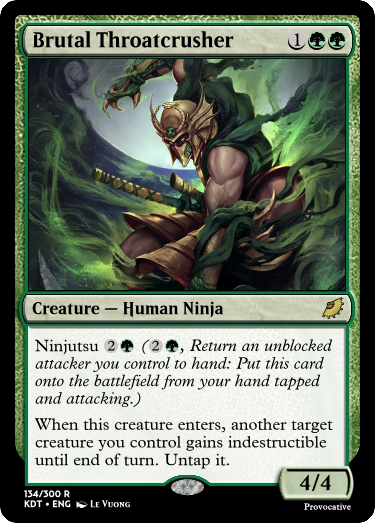 Brutal Throatcrusher 1
Creature — Human Ninja
Ninjutsu 2 (2, Return an unblocked
attacker you control to hand: Put this card
onto the battlefield from your hand tapped
and attacking.)
When this creature enters, another target
creature you control gains indestructible
until end of turn. Untap it.
4/4
134/300 R
KDT • ENG Le Vuong
Provocative